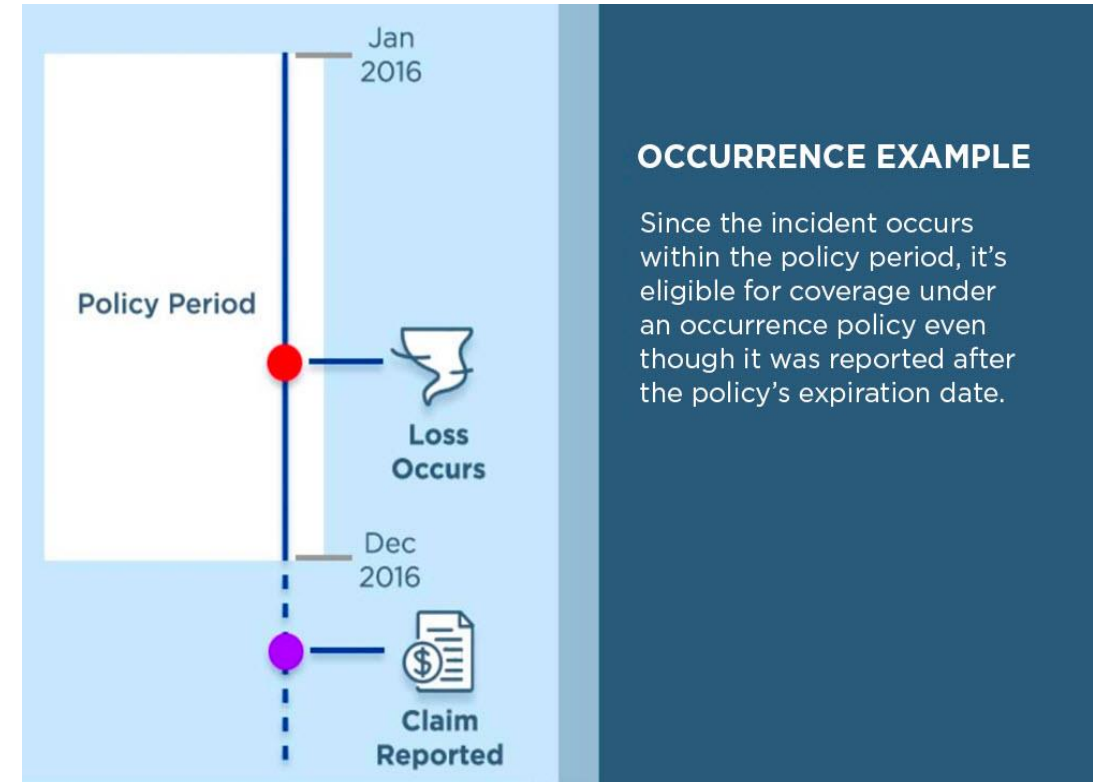 Jan
2016
Policy Period
Loss
Occurs
Dec
2016
$
Claim
Reported
OCCURRENCE EXAMPLE
Since the incident occurs
within the policy period, it’s
eligible for coverage under
an occurrence policy even
though it was reported after
the policy’s expiration date.